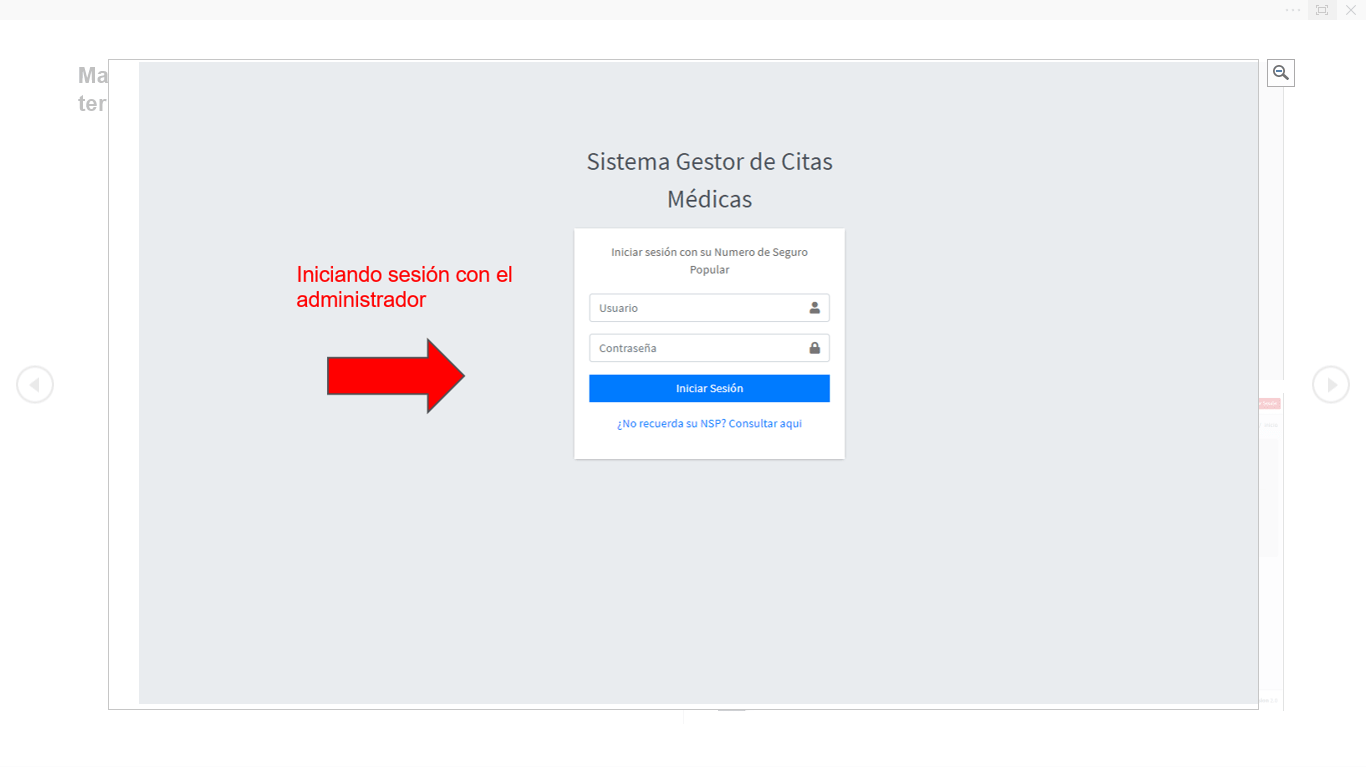 Ma
ter
Sistema Gestor de Citas
Médicas
Iniciar sesión con su Numero de Seguro
Popular
Iniciando sesión con el
administrador
Usuario
Contraseña
Iniciar Sesión
¿No recuerda su NSP? Consultar aqui